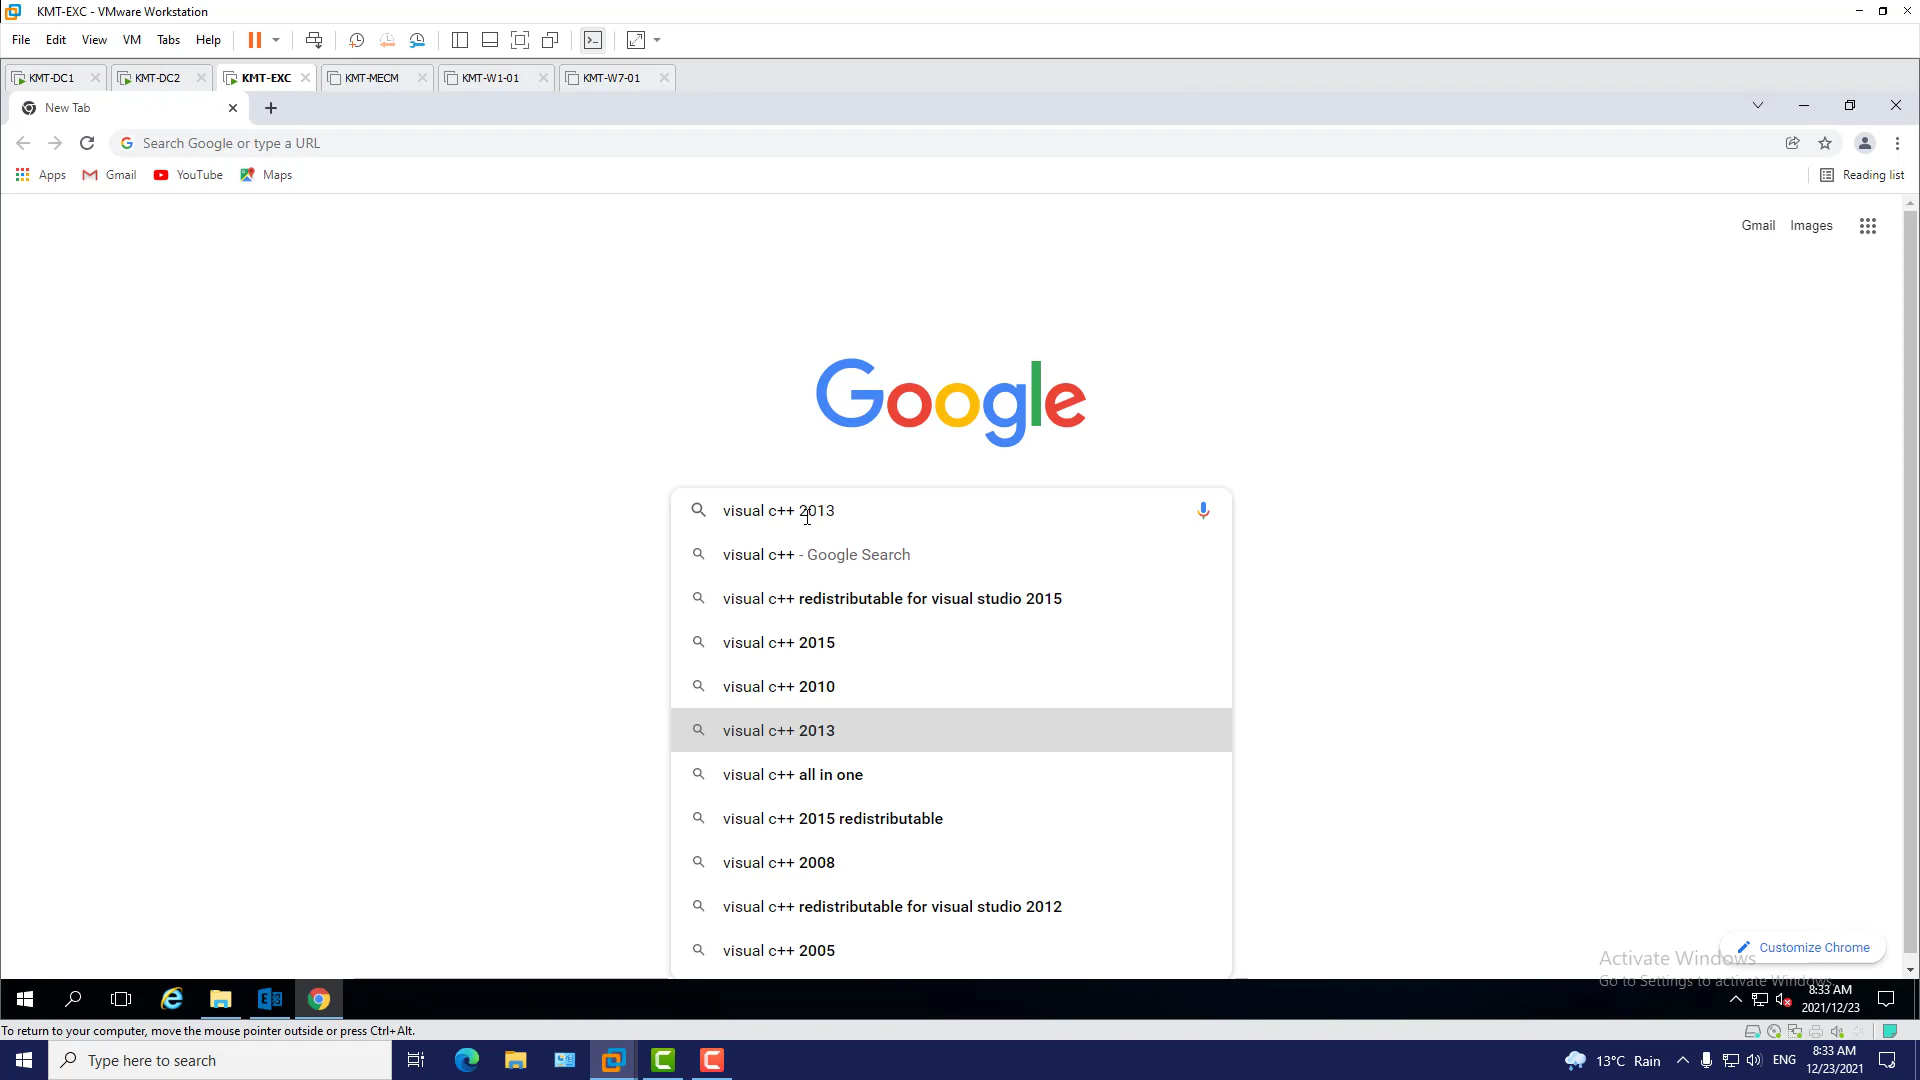 KMT-EXC - VMware Workstation
File Edit View VM Tabs Help
KMT-DC1 KMT-DC2 KMT-EXC KMT-MECM KMT-W1-01 KMT-W7-01
New Tab
Search Google or type a URL
Apps Gmail YouTube Maps Reading list
Gmail Images
Google
visual c++ 2013
visual c++ - Google Search
visual c++ redistributable for visual studio 2015
visual c++ 2015
visual c++ 2010
visual c++ 2013
visual c++ all in one
visual c++ 2015 redistributable
visual c++ 2008
visual c++ redistributable for visual studio 2012
visual c++ 2005
Customize Chrome
Activate Windows
Go to Settings to activate Windows.
8:33 AM
2021/12/23
To return to your computer, move the mouse pointer outside or press Ctrl+Alt.
Type here to search
13°C Rain
ENG
8:33 AM
12/23/2021